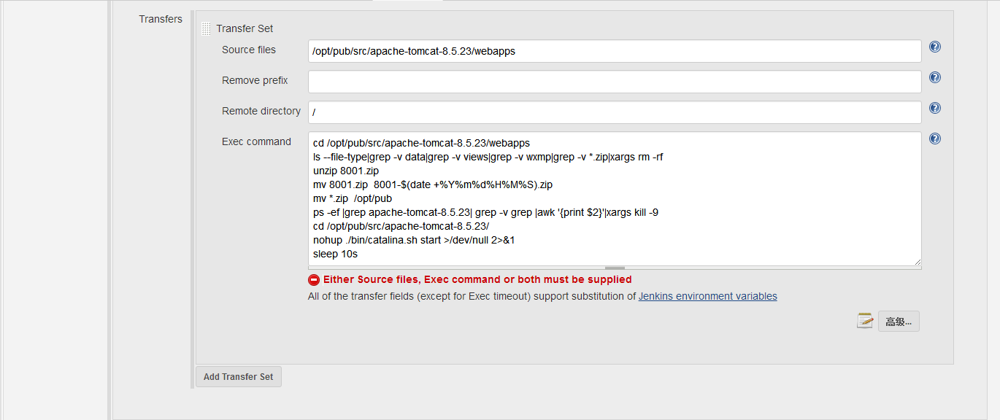 Transfers
Transfer Set
Source files
/opt/pub/src/apache-tomcat-8.5.23/webapps
Remove prefix
Remote directory
/
Exec command
cd /opt/pub/src/apache-tomcat-8.5.23/webapps
ls --file-type|grep -v data|grep -v views|grep -v wxmp|grep -v *.zip|xargs rm -rf
unzip 8001.zip
mv 8001.zip  8001-$(date +%Y%m%d%H%M%S).zip
mv *.zip  /opt/pub
ps -ef |grep apache-tomcat-8.5.23| grep -v grep |awk '{print $2}'|xargs kill -9
cd /opt/pub/src/apache-tomcat-8.5.23/
nohup ./bin/catalina.sh start >/dev/null 2>&1
sleep 10s
Either Source files, Exec command or both must be supplied
All of the transfer fields (except for Exec timeout) support substitution of Jenkins environment variables
高级...
Add Transfer Set